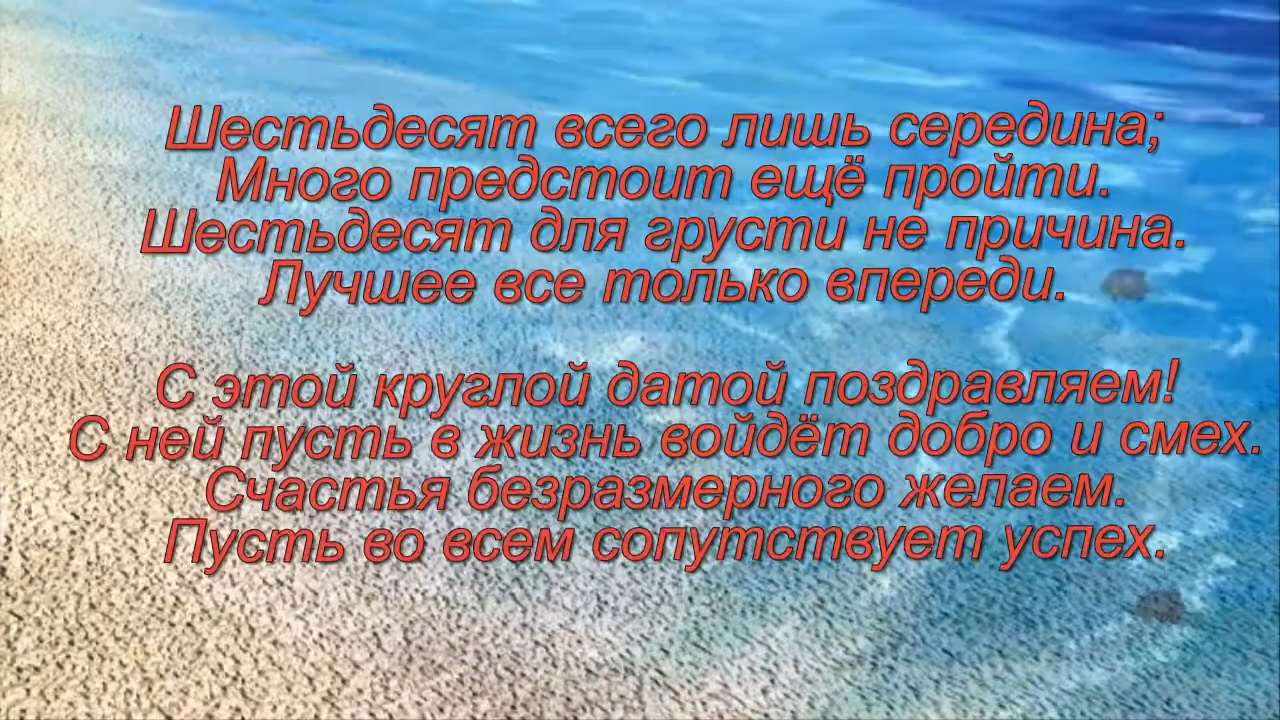 Шестьдесят всего лишь середина;
Много предстоит ещё пройти.
Шестьдесят для грусти не причина.
Лучшее все только впереди.
С этой круглой датой поздравляем!
С ней пусть в жизнь войдёт добро и смех.
Счастья безразмерного желаем.
Пусть во всем сопутствует успех.